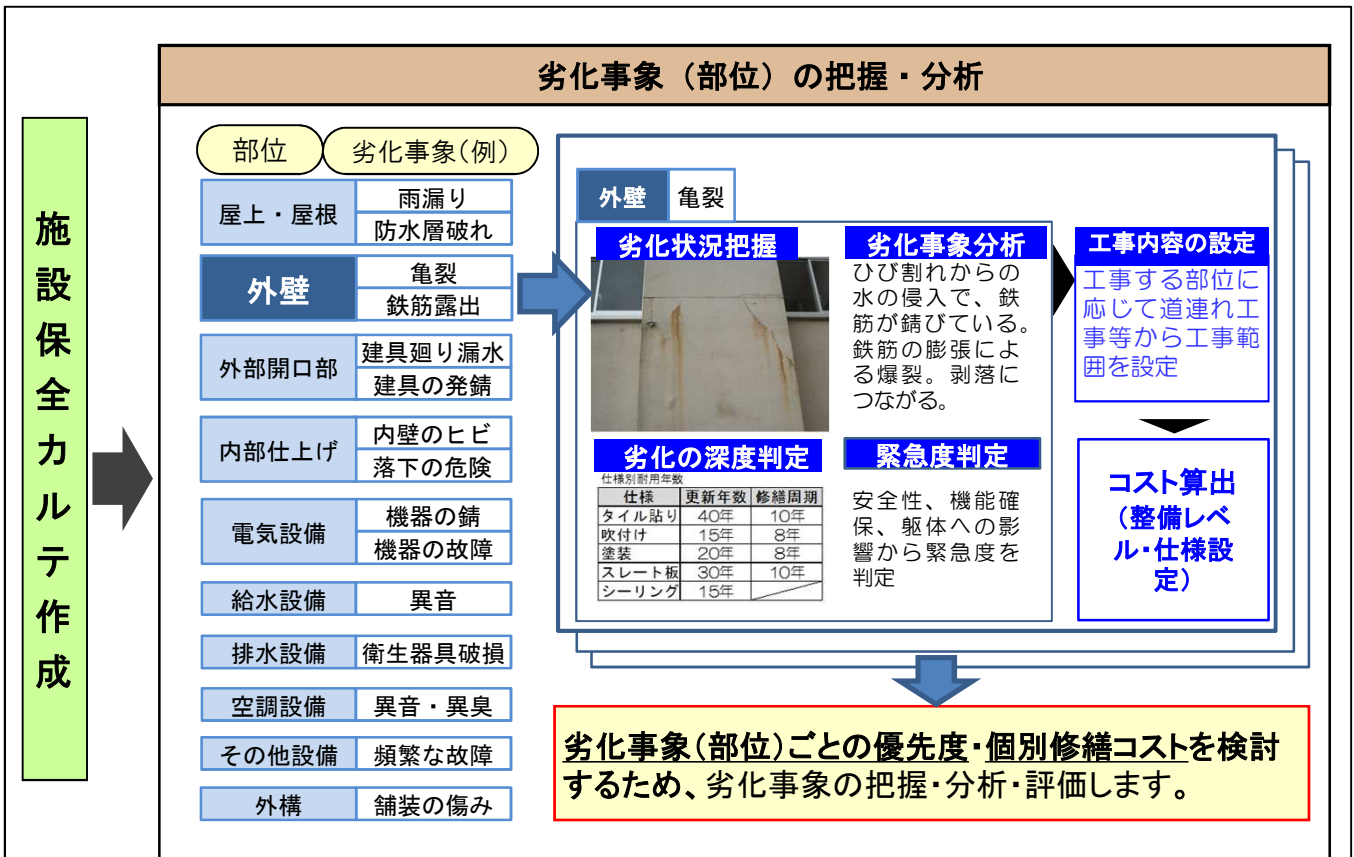 劣化事象（部位）の把握・分析
施設保全カルテ作成
部位 劣化事象(例)
屋上・屋根
雨漏り
防水層破れ
外壁
亀裂
鉄筋露出
外部開口部
建具廻り漏水
建具の発錆
内部仕上げ
内壁のヒビ
落下の危険
電気設備
機器の錆
機器の故障
給水設備 異音
排水設備 衛生器具破損
空調設備 異音・異臭
その他設備 頻繁な故障
外構 舗装の傷み
外壁 亀裂
劣化状況把握
劣化事象分析
ひび割れからの
水の侵入で、鉄
筋が錆びている。
鉄筋の膨張によ
る爆裂。剥落に
つながる。
劣化の深度判定
仕様別耐用年数
仕様 更新年数 修繕周期
タイル貼り 40年 10年
吹付け 15年 8年
塗装 20年 8年
スレート板 30年 10年
シーリング 15年
緊急度判定
安全性、機能確
保、躯体への影
響から緊急度を
判定
工事内容の設定
工事する部位に
応じて道連れ工
事等から工事範
囲を設定
コスト算出
（整備レベ
ル・仕様設
定）
劣化事象(部位)ごとの優先度・個別修繕コストを検討
するため、劣化事象の把握・分析・評価します。